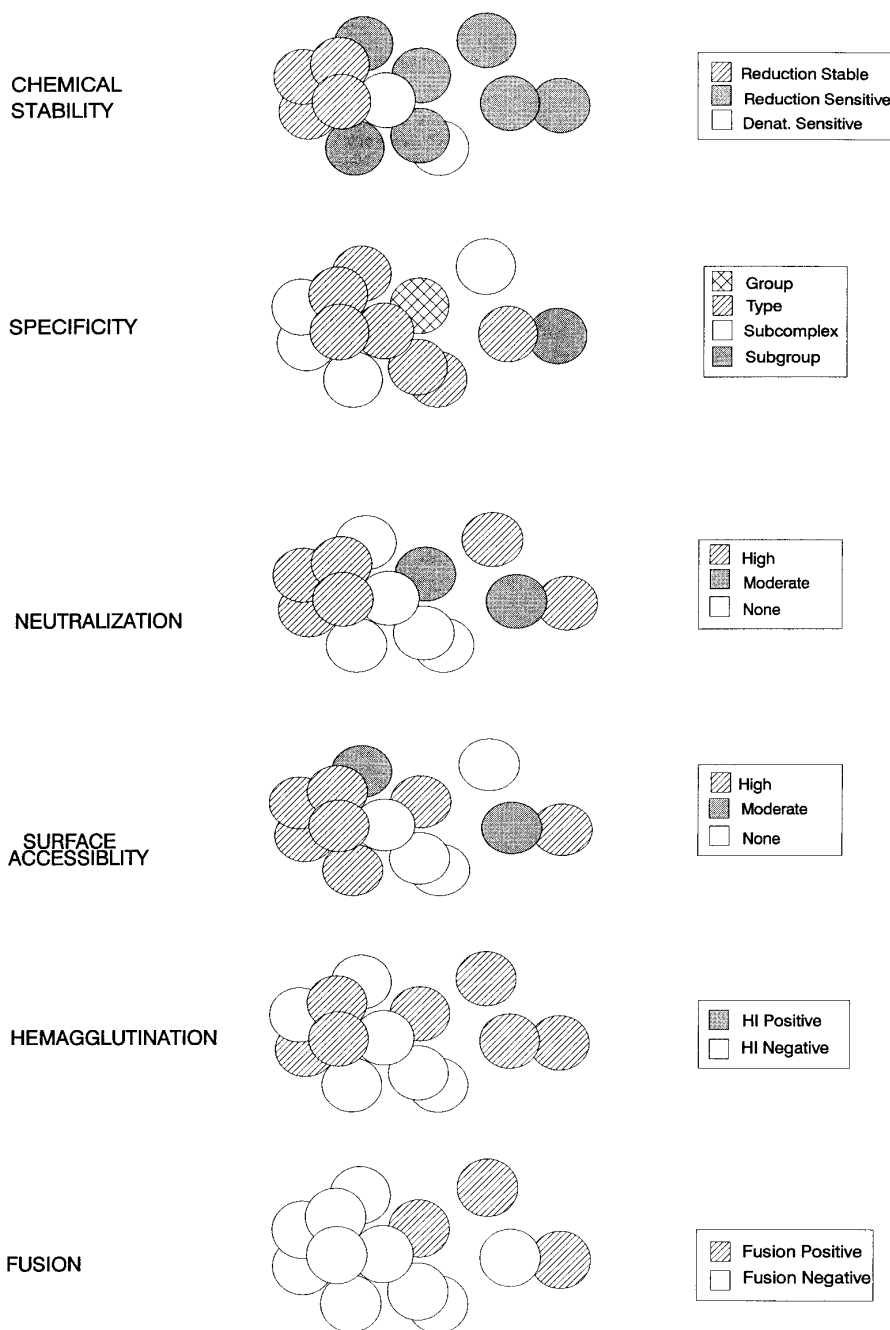 CHEMICAL
STABILITY
Reduction Stable
Reduction Sensitive
Denat. Sensitive
SPECIFICITY
Group
Type
Subcomplex
Subgroup
NEUTRALIZATION
High
Moderate
None
SURFACE
ACCESSIBLITY
High
Moderate
None
HEMAGGLUTINATION
HI Positive
HI Negative
FUSION
Fusion Positive
Fusion Negative